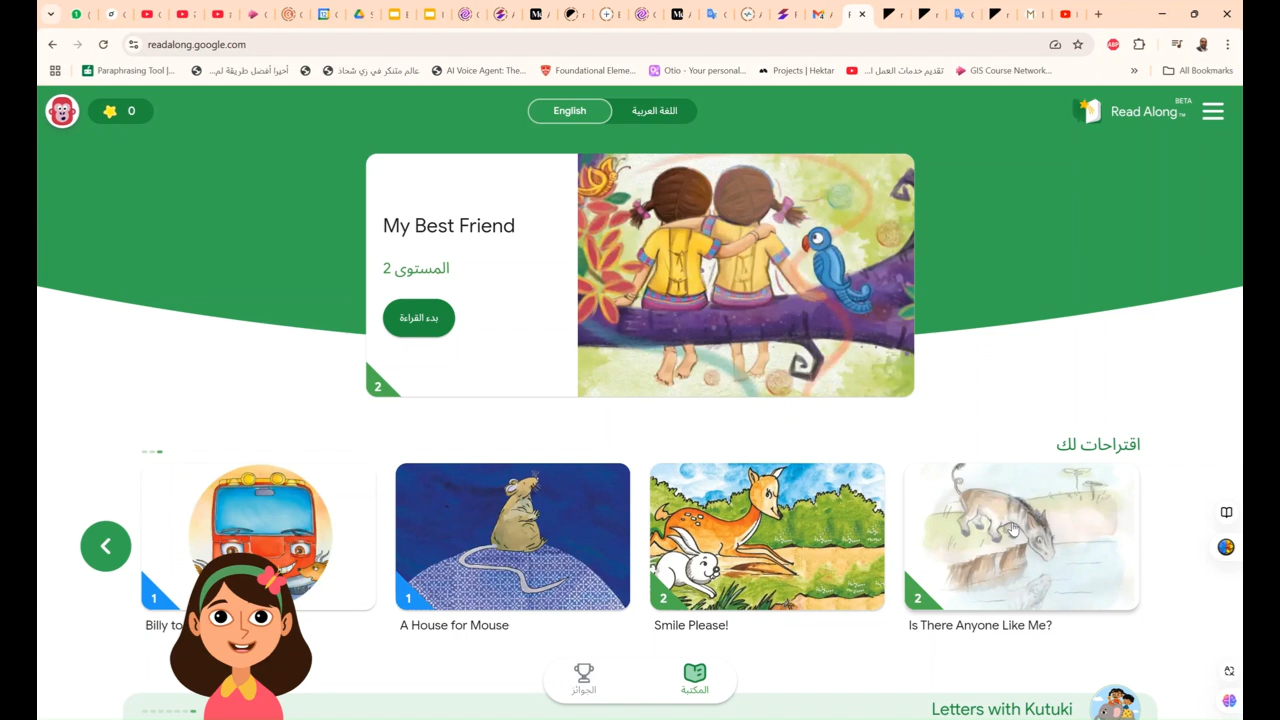 readalong.google.com
Paraphrasing Tool |...
أخيرا أفضل طريقة لم...
عالم متنكر في زي شحاذ
AI Voice Agent: The...
Foundational Eleme...
Otio - Your personal...
Projects | Hektar
تقديم خدمات العمل ا...
GIS Course Network...
»
All Bookmarks
0
English
اللغة العربية
Read Along™
BETA
My Best Friend
المستوى 2
بدء القراءة
2
اقتراحات لك
1
1
2
2
Billy to
A House for Mouse
Smile Please!
Is There Anyone Like Me?
الجوائز
المكتبة
Letters with Kutuki